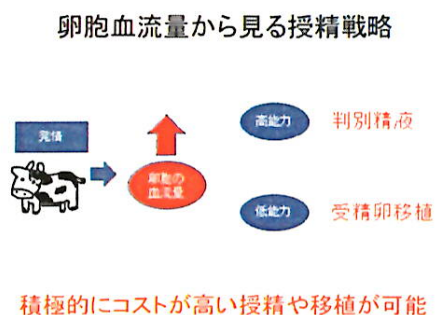 卵胞血流量から見る授精戦略
発情
卵胞の
血流量
高能力
判別精液
低能力
受精卵移植
積極的にコストが高い授精や移植が可能